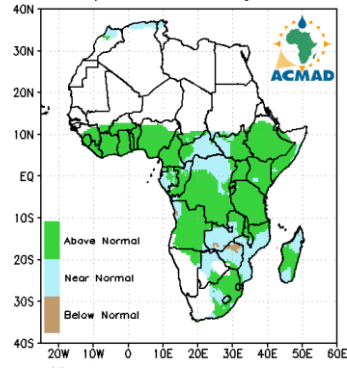 40N
ACMAD
30N
20N
10N
EQ
10S
Above Normal
20S
Near Normal
30S
Below Normal
40S
20W 10W 0 10E 20E 30E 40E 50E 60E